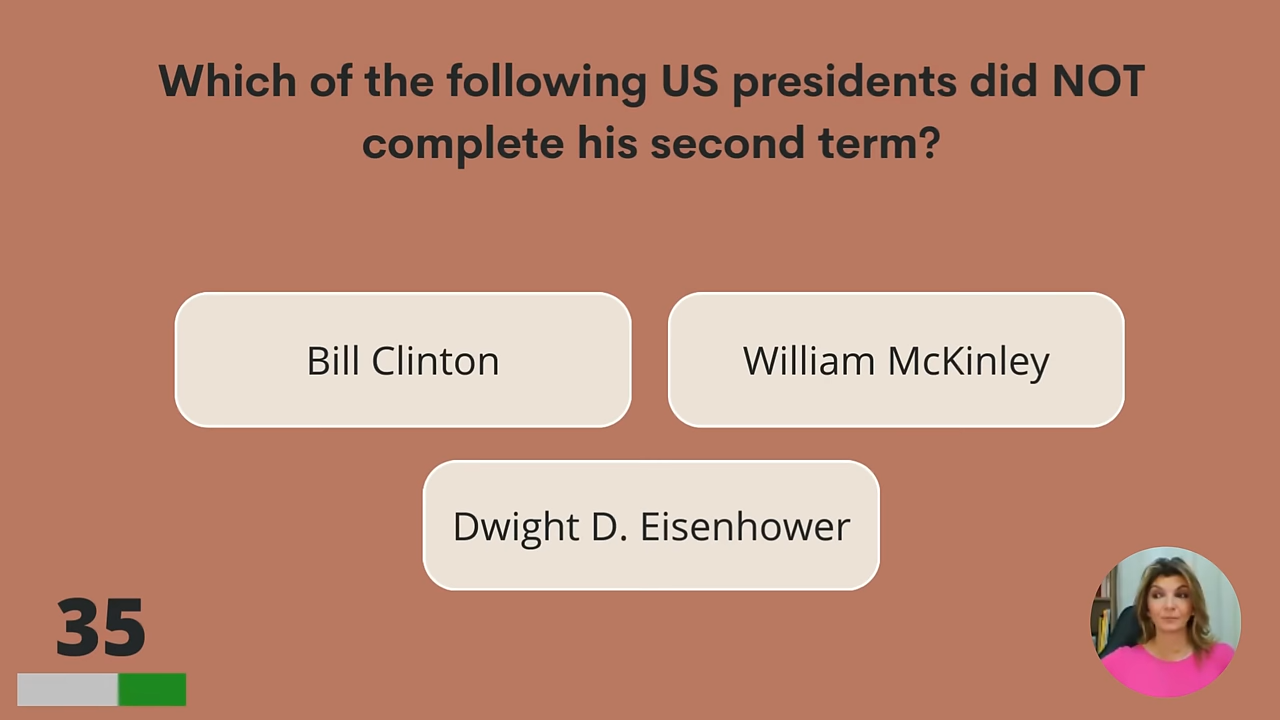 Which of the following US presidents did NOT
complete his second term?
Bill Clinton
William McKinley
Dwight D. Eisenhower
35